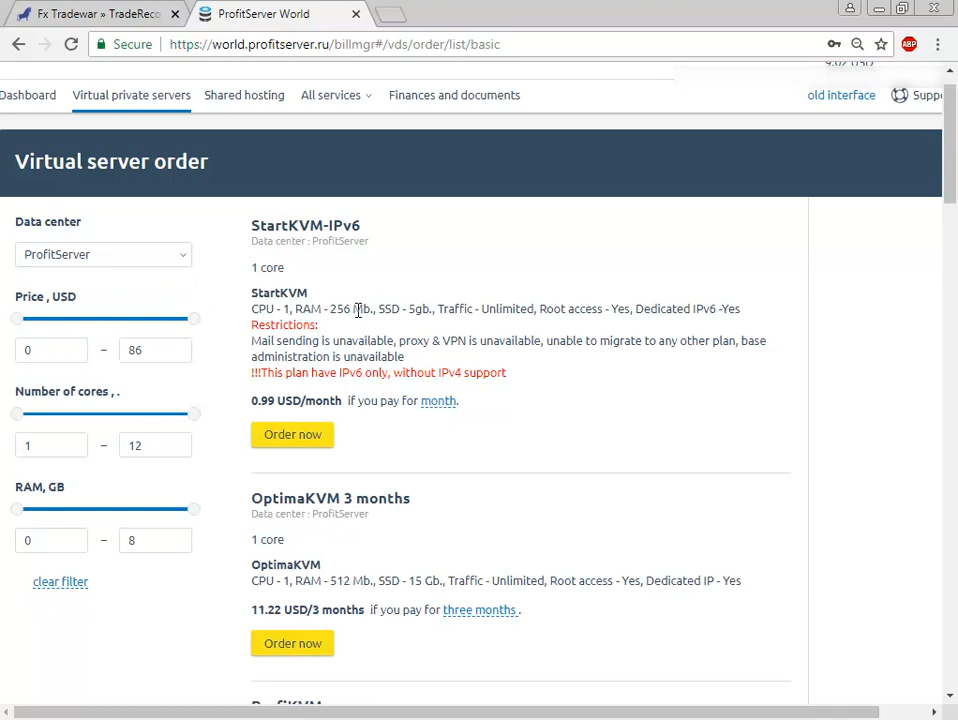 Fx Tradewar » TradeReco
ProfitServer World
Secure
https://world.profitserver.ru/billmgr#/vds/order/list/basic
ABP
9.02 USD
Dashboard
Virtual private servers
Shared hosting
All services
Finances and documents
old interface
Suppo
Virtual server order
Data center
ProfitServer
Price , USD
0 – 86
Number of cores , .
1 – 12
RAM, GB
0 – 8
clear filter
StartKVM-IPv6
Data center : ProfitServer
1 core
StartKVM
CPU - 1, RAM - 256 Mb., SSD - 5gb., Traffic - Unlimited, Root access - Yes, Dedicated IPv6 -Yes
Restrictions:
Mail sending is unavailable, proxy & VPN is unavailable, unable to migrate to any other plan, base
administration is unavailable
!!!This plan have IPv6 only, without IPv4 support
0.99 USD/month if you pay for month.
Order now
OptimaKVM 3 months
Data center : ProfitServer
1 core
OptimaKVM
CPU - 1, RAM - 512 Mb., SSD - 15 Gb., Traffic - Unlimited, Root access - Yes, Dedicated IP - Yes
11.22 USD/3 months if you pay for three months .
Order now
ProfiKVM